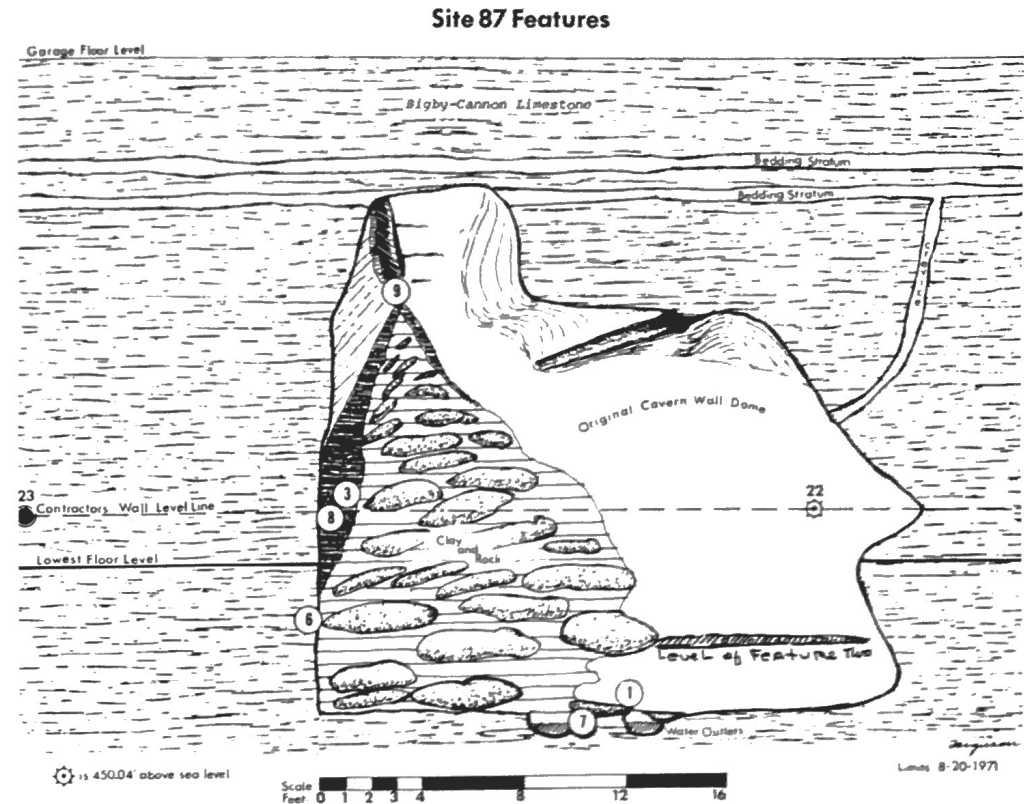 Site 87 Features
Garage Floor Level
Bigby-Cannon Limestone
Bedding Stratum
Bedding Stratum
9
Crevice
Original Cavern Wall Dome
23
Contractors Wall Level Line
3
8
22
Clay
and
Rock
Lowest Floor Level
6
Level of Feature Two
1
7
Water Outlets
Ferguson
Limits 8-20-1971
is 450.04' above sea level
Scale
Feet
0 1 2 3 4 8 12 16